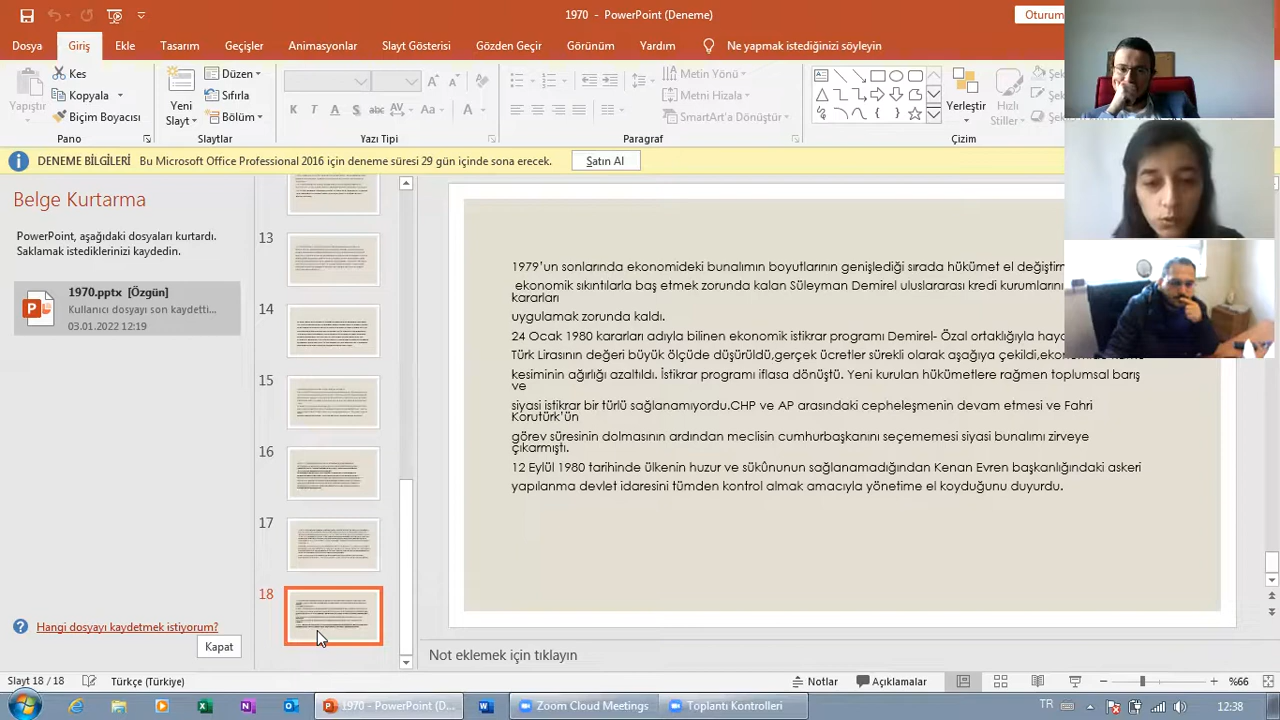 1970 - PowerPoint (Deneme)
Oturum
Dosya Giriş Ekle Tasarım Geçişler Animasyonlar Slayt Gösterisi Gözden Geçir Görünüm Yardım Ne yapmak istediğinizi söyleyin
Yapıştır
Kes
Kopyala
Biçim Boyacısı
Pano
Yeni
Slayt
Düzen
Sıfırla
Bölüm
Slaytlar
Yazı Tipi
Metin Yönü
Metni Hizala
SmartArt'a Dönüştür
Paragraf
Yerleştir
Hızlı
Stiller
Çizim
DENEME BİLGİLERİ Bu Microsoft Office Professional 2016 için deneme süresi 29 gün içinde sona erecek. Satın Al
Belge Kurtarma
PowerPoint, aşağıdaki dosyaları kurtardı.
Saklamak istediklerinizi kaydedin.
1970.pptx [Özgün]
Kullanıcı dosyayı son kaydetti...
03.01.2022 12:19
Hangi dosyayı kaydetmek istiyorum?
Kapat
13
14
15
16
17
18
1979'un sonlarında ekonomideki bunalımın boyutlarının genişlediği sırada hükümet el değiştirm
ekonomik sıkıntılarla baş etmek zorunda kalan Süleyman Demirel uluslararası kredi kurumlarını
kararları
uygulamak zorunda kaldı.
24 Ocak 1980 kararları adıyla bilinen ekonomik istikrar programı Demirel- Özal ortaklığıyla
Türk Lirasının değeri büyük ölçüde düşürüldü,gerçek ücretler sürekli olarak aşağıya çekildi,
kesiminin ağırlığı azaltıldı. İstikrar programı iflasa dönüştü. Yeni kurulan hükümetlere rağmen toplumsal barış
ve
siyasi istikrar bir türlü sağlanamıyordu.CHP ve AP arasındaki cepheleşmenin devam etmesi ve Fahri
Korutürk'ün
görev süresinin dolmasının ardından meclisin cumhurbaşkanını seçememesi siyasi bunalımı zirveye
çıkarmıştı.
12 Eylül 1980 tarihinde ülkenin huzur ve sükûnunun sağlanamadığından Kenan Evren başkanlığındaki askeri
yapılanma devlet idaresini tümden kontrol almak amacıyla yönetime el koyduğunu duyurdu.
Not eklemek için tıklayın
Slayt 18 / 18 Türkçe (Türkiye) Notlar Açıklamalar %66
1970 - PowerPoint (D... Zoom Cloud Meetings Toplantı Kontrolleri TR 12:38